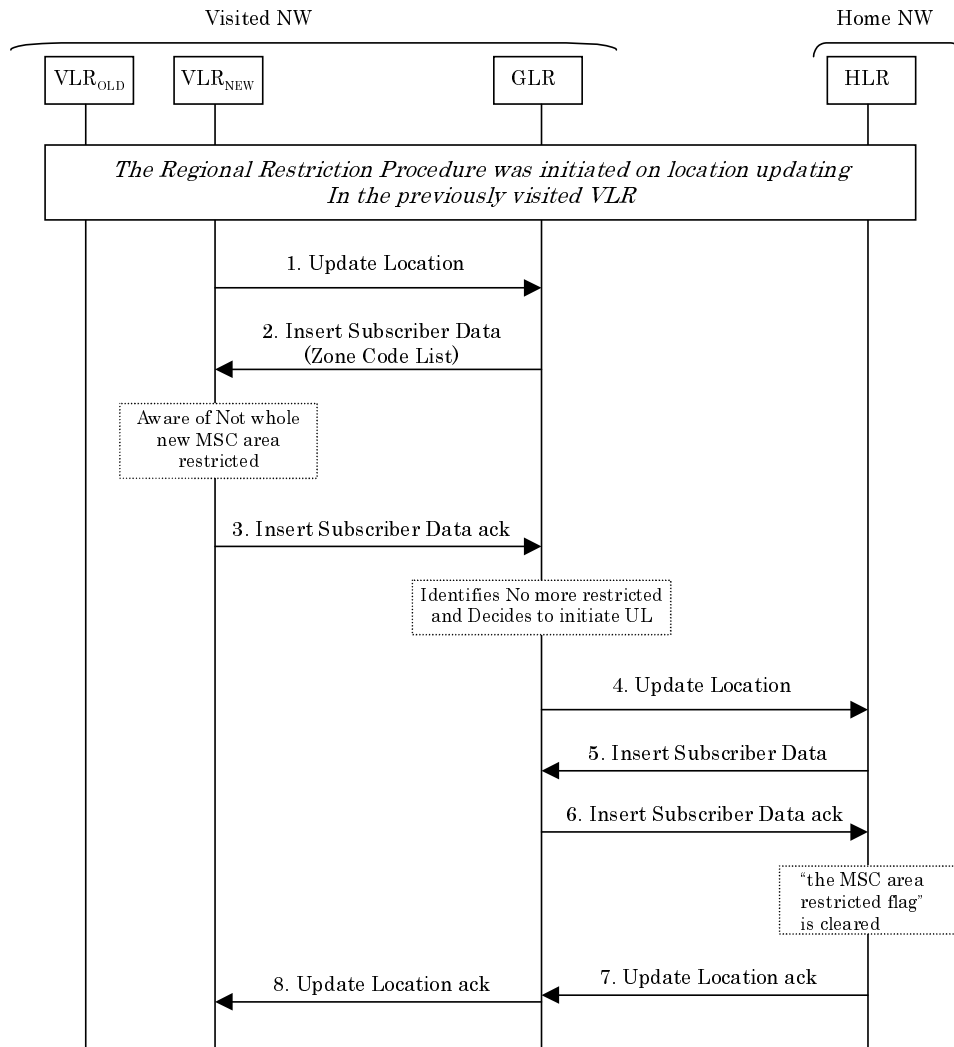 Visited NW
Home NW
VLROLD
VLRNEW
GLR
HLR
The Regional Restriction Procedure was initiated on location updating
In the previously visited VLR
1. Update Location
2. Insert Subscriber Data
(Zone Code List)
Aware of Not whole
new MSC area
restricted
3. Insert Subscriber Data ack
Identifies No more restricted
and Decides to initiate UL
4. Update Location
5. Insert Subscriber Data
6. Insert Subscriber Data ack
“the MSC area
restricted flag”
is cleared
7. Update Location ack
8. Update Location ack